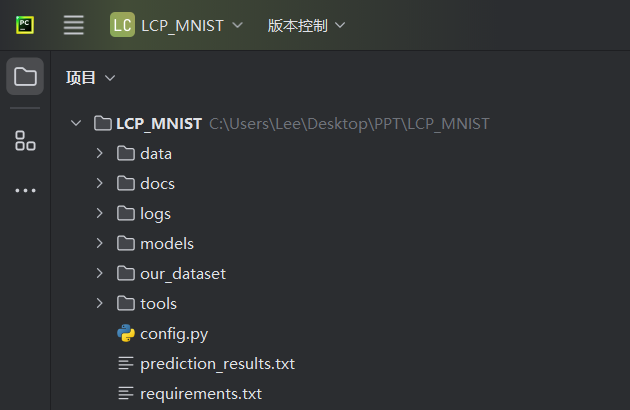 PC
LC LCP_MNIST 版本控制
项目
LCP_MNIST C:\Users\Lee\Desktop\PPT\LCP_MNIST
data
docs
logs
models
our_dataset
tools
config.py
prediction_results.txt
requirements.txt